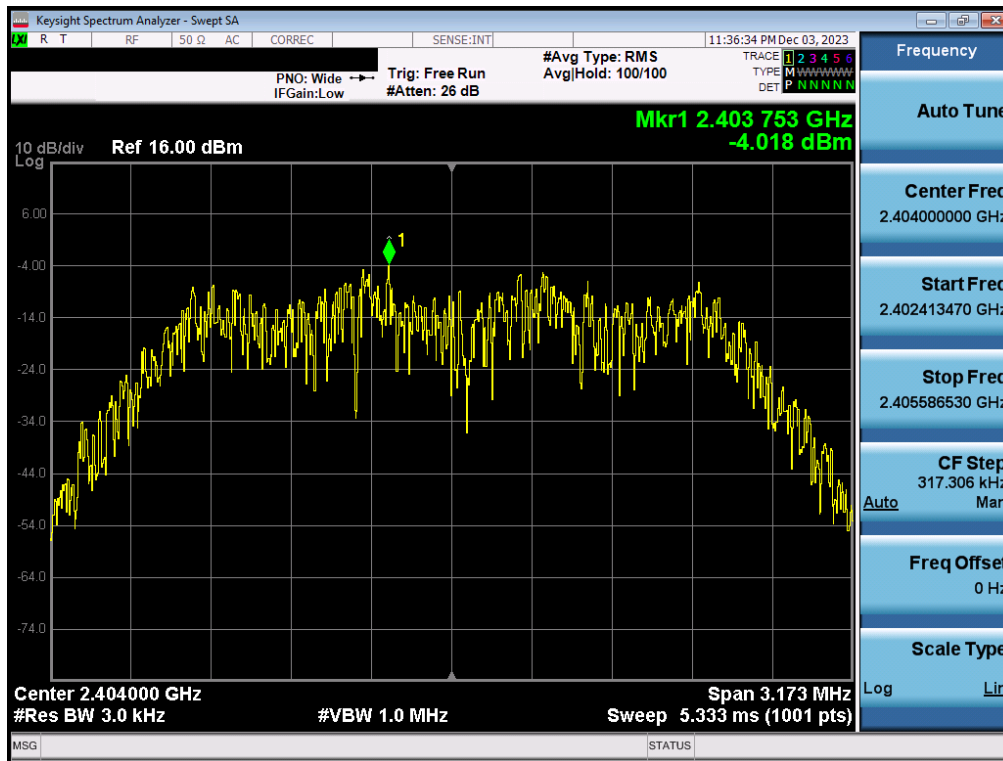 Keysight Spectrum Analyzer - Swept SA
LXI R T RF 50 Ω AC CORREC SENSE:INT 11:36:34 PM Dec 03, 2023
PNO: Wide
IFGain:Low
Trig: Free Run
#Atten: 26 dB
#Avg Type: RMS
Avg|Hold: 100/100
TRACE 1 2 3 4 5 6
TYPE M W W W W W
DET P N N N N N
Mkr1 2.403 753 GHz
-4.018 dBm
10 dB/div Ref 16.00 dBm
Log
6.00
-4.00
-14.0
-24.0
-34.0
-44.0
-54.0
-64.0
-74.0
1
Center 2.404000 GHz Span 3.173 MHz
#Res BW 3.0 kHz #VBW 1.0 MHz Sweep 5.333 ms (1001 pts)
MSG STATUS
Frequency
Auto Tune
Center Freq
2.404000000 GHz
Start Freq
2.402413470 GHz
Stop Freq
2.405586530 GHz
CF Step
317.306 kHz
Auto Man
Freq Offset
0 Hz
Scale Type
Log Lin